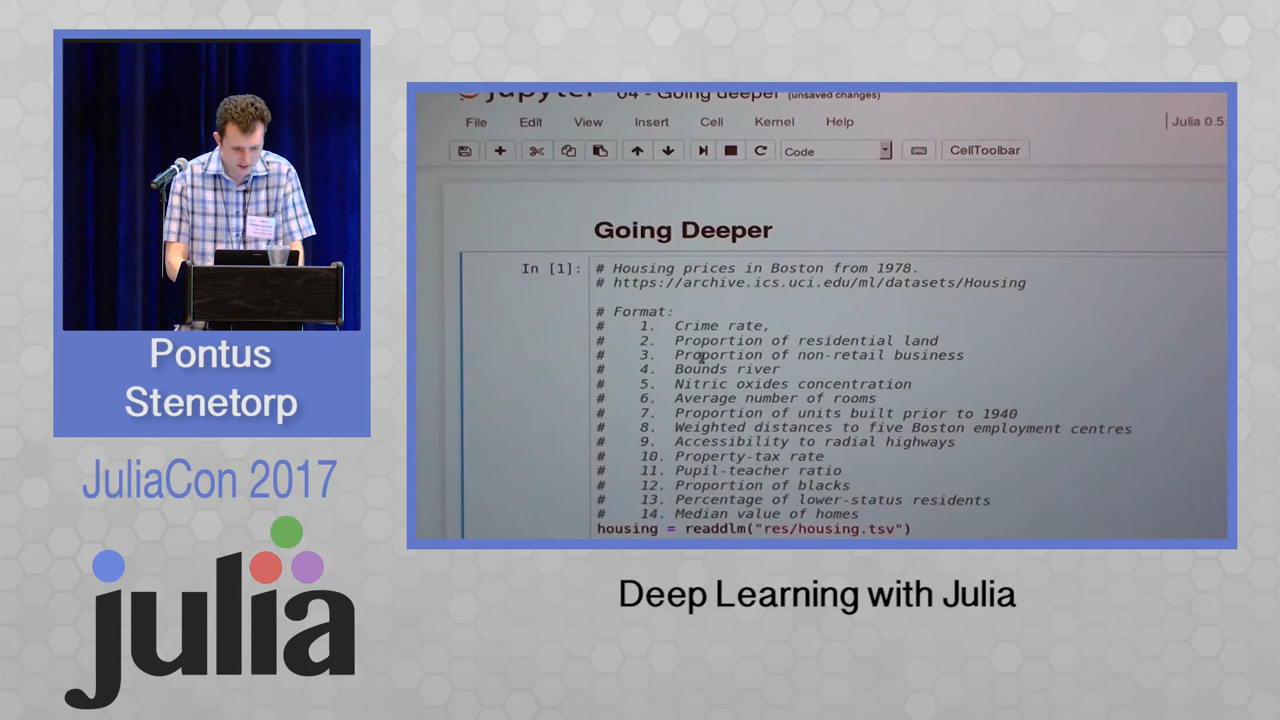 Pontus
Stenetorp
JuliaCon 2017
julia
jupyter 04 - Going deeper (unsaved changes)
File Edit View Insert Cell Kernel Help Julia 0.5.
Code CellToolbar
Going Deeper
In [1]: # Housing prices in Boston from 1978.
# https://archive.ics.uci.edu/ml/datasets/Housing
# Format:
# 1. Crime rate,
# 2. Proportion of residential land
# 3. Proportion of non-retail business
# 4. Bounds river
# 5. Nitric oxides concentration
# 6. Average number of rooms
# 7. Proportion of units built prior to 1940
# 8. Weighted distances to five Boston employment centres
# 9. Accessibility to radial highways
# 10. Property-tax rate
# 11. Pupil-teacher ratio
# 12. Proportion of blacks
# 13. Percentage of lower-status residents
# 14. Median value of homes
housing = readdlm("res/housing.tsv")
Deep Learning with Julia